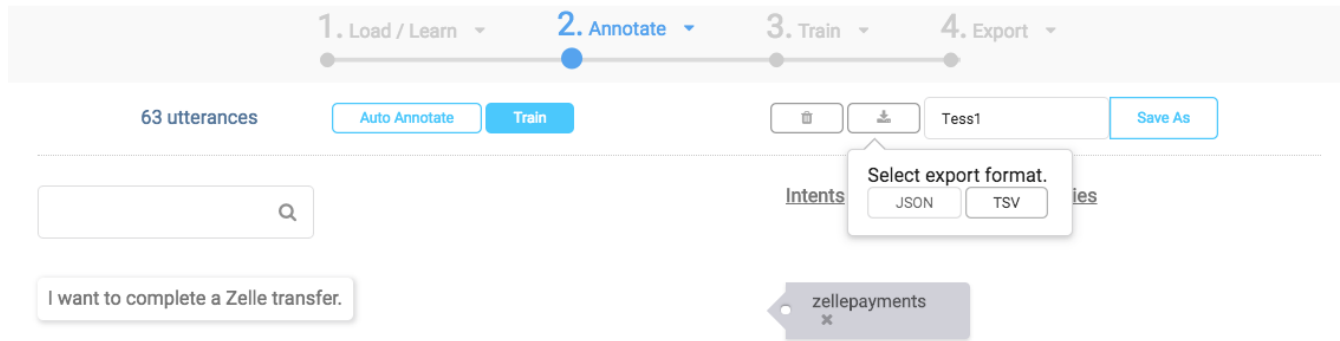 1. Load / Learn 2. Annotate 3. Train 4. Export
63 utterances Auto Annotate Train Tess1 Save As
Select export format.
JSON TSV
Intents ies
I want to complete a Zelle transfer. zellepayments